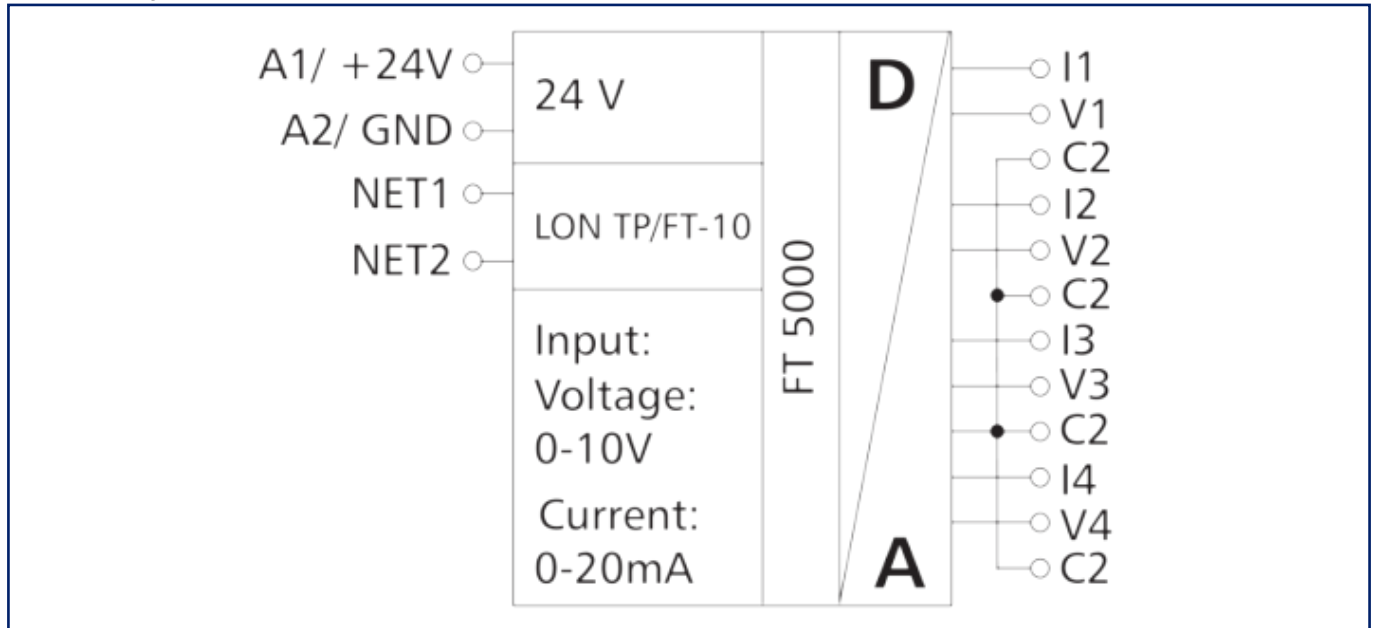 A1/ +24V
A2/ GND
NET1
NET2
24 V
LON TP/FT-10
Input:
Voltage:
0-10V
Current:
0-20mA
FT 5000
D
A
I1
V1
C2
I2
V2
C2
I3
V3
C2
I4
V4
C2